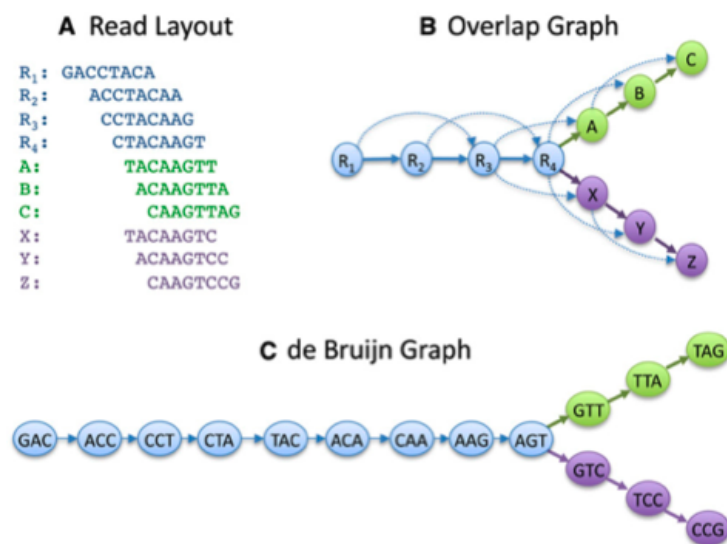 A Read Layout
R1: GACCTACA
R2: ACCTACAA
R3: CCTACAAG
R4: CTACAAGT
A: TACAAGTT
B: ACAAGTTA
C: CAAGTTAG
X: TACAAGTC
Y: ACAAGTCC
Z: CAAGTCCG
B Overlap Graph
R1 R2 R3 R4 A B C
X Y Z
C de Bruijn Graph
GAC ACC CCT CTA TAC ACA CAA AAG AGT GTT TTA TAG
GTC TCC CCG